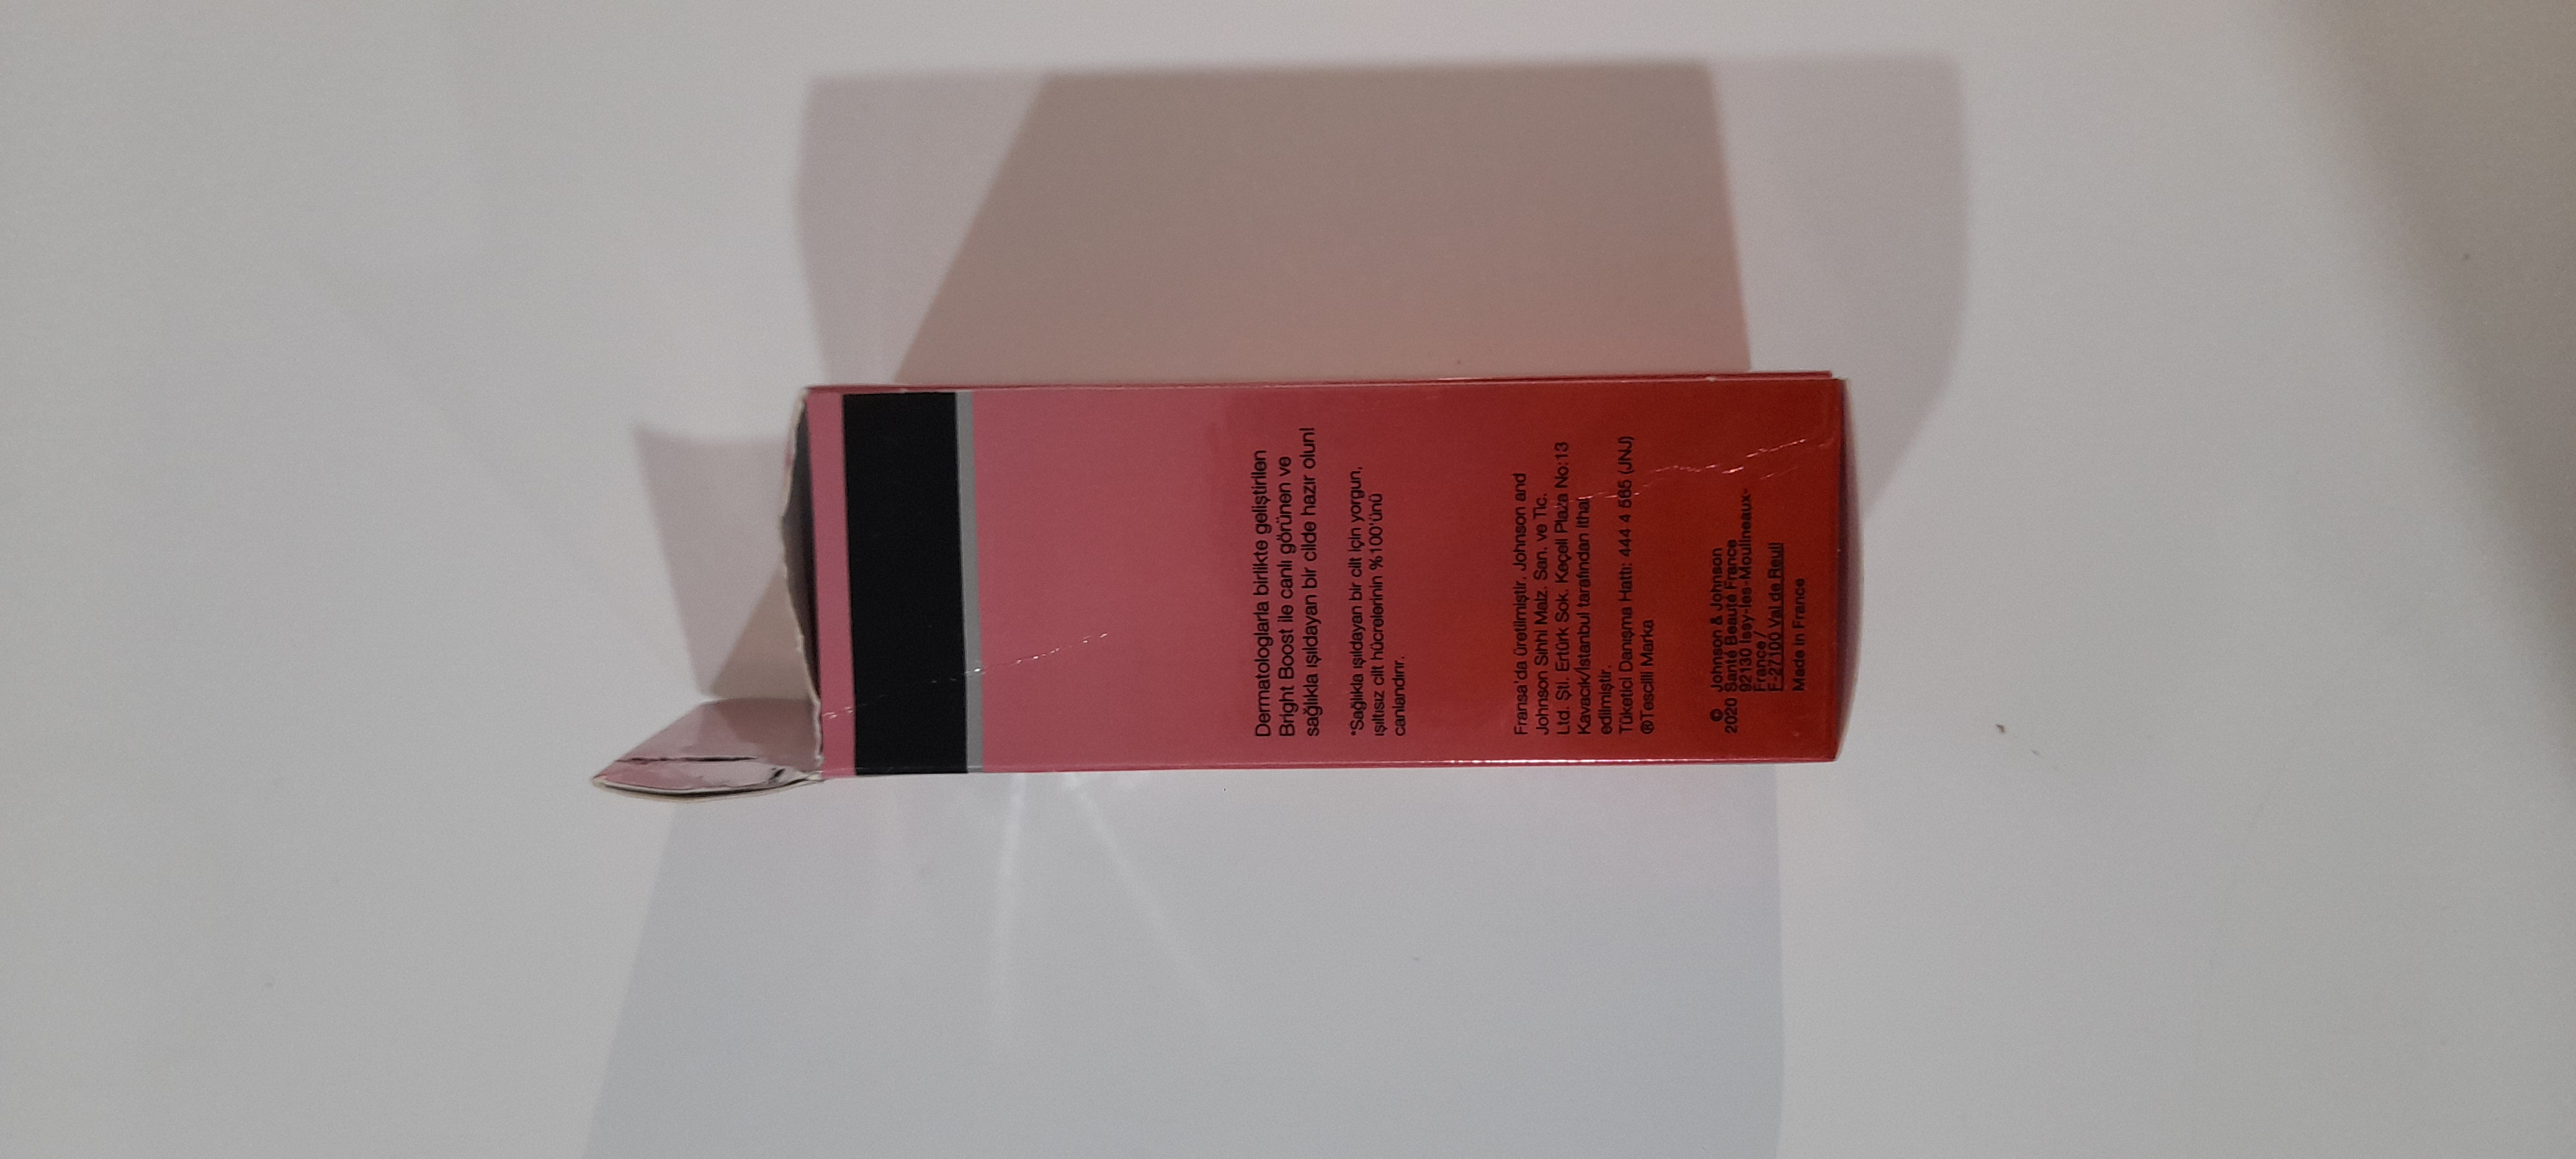 Dermatologlarla birlikte geliştirilen
Bright Boost ile canlı görünen ve
sağlıkla ışıldayan bir cilde hazır olun!
*Sağlıkla ışıldayan bir cilt için yorgun,
ışıltısız cilt hücrelerinin %100'ünü
canlandırır.
Fransa'da üretilmiştir. Johnson and
Johnson Sıhhi Malz. San. ve Tic.
Ltd. Şti. Ertürk Sok. Keçeli Plaza No:13
Kavacık/İstanbul tarafından ithal
edilmiştir.
Tüketici Danışma Hattı: 444 4 565 (JNJ)
®Tescilli Marka
© Johnson & Johnson
2020 Santé Beauté France
92130 Issy-les-Moulineaux-
France /
F-27100 Val de Reuil
Made in France